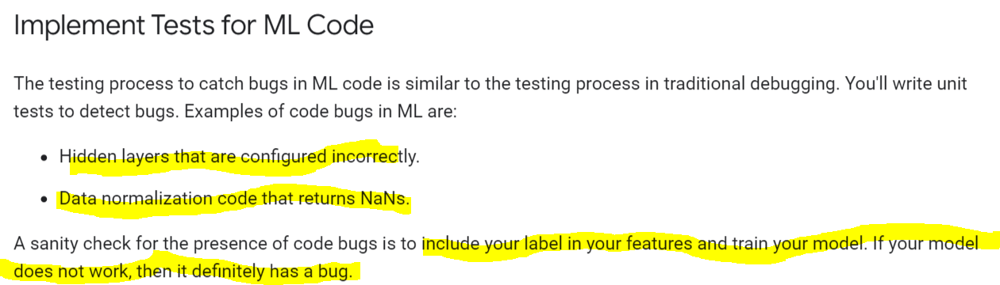 Implement Tests for ML Code
The testing process to catch bugs in ML code is similar to the testing process in traditional debugging. You'll write unit
tests to detect bugs. Examples of code bugs in ML are:
• Hidden layers that are configured incorrectly.
• Data normalization code that returns NaNs.
A sanity check for the presence of code bugs is to include your label in your features and train your model. If your model
does not work, then it definitely has a bug.